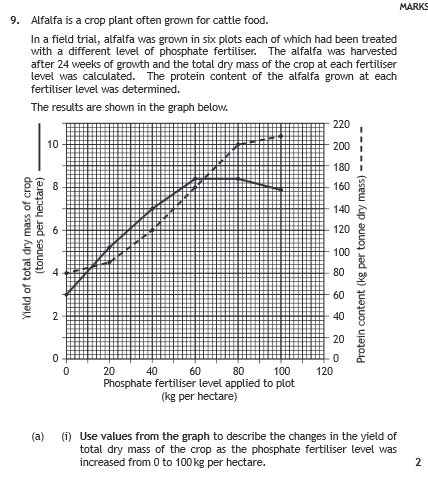 MARKS
9. Alfalfa is a crop plant often grown for cattle food.
In a field trial, alfalfa was grown in six plots each of which had been treated
with a different level of phosphate fertiliser. The alfalfa was harvested
after 24 weeks of growth and the total dry mass of the crop at each fertiliser
level was calculated. The protein content of the alfalfa grown at each
fertiliser level was determined.
The results are shown in the graph below.
Yield of total dry mass of crop
(tonnes per hectare)
10
8
6
4
2
0
220
200
180
160
140
120
100
80
60
40
20
0
Protein content (kg per tonne dry mass)
0 20 40 60 80 100 120
Phosphate fertiliser level applied to plot
(kg per hectare)
(a) (i) Use values from the graph to describe the changes in the yield of
total dry mass of the crop as the phosphate fertiliser level was
increased from 0 to 100 kg per hectare.
2